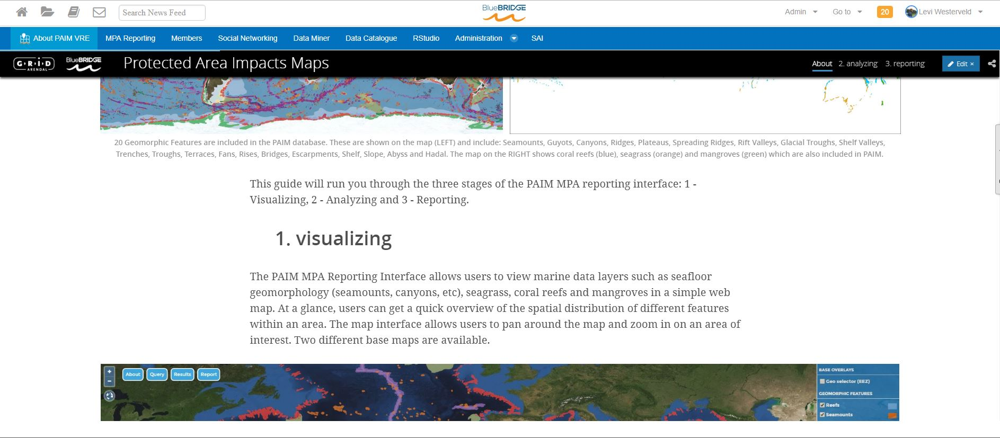 Search News Feed
BlueBRIDGE
Admin
Go to
20
Levi Westerveld
About PAIM VRE
MPA Reporting
Members
Social Networking
Data Miner
Data Catalogue
RStudio
Administration
SAI
G·R·I·D
ARENDAL
BlueBRIDGE
Protected Area Impacts Maps
About
2. analyzing
3. reporting
Edit ×
20 Geomorphic Features are included in the PAIM database. These are shown on the map (LEFT) and include: Seamounts, Guyots, Canyons, Ridges, Plateaus, Spreading Ridges, Rift Valleys, Glacial Troughs, Shelf Valleys,
Trenches, Troughs, Terraces, Fans, Rises, Bridges, Escarpments, Shelf, Slope, Abyss and Hadal. The map on the RIGHT shows coral reefs (blue), seagrass (orange) and mangroves (green) which are also included in PAIM.
This guide will run you through the three stages of the PAIM MPA reporting interface: 1 -
Visualizing, 2 - Analyzing and 3 - Reporting.
1. visualizing
The PAIM MPA Reporting Interface allows users to view marine data layers such as seafloor
geomorphology (seamounts, canyons, etc), seagrass, coral reefs and mangroves in a simple web
map. At a glance, users can get a quick overview of the spatial distribution of different features
within an area. The map interface allows users to pan around the map and zoom in on an area of
interest. Two different base maps are available.
+
−
About
Query
Results
Report
BASE OVERLAYS
Geo selector (EEZ)
GEOMORPHIC FEATURES
Reefs
Seamounts